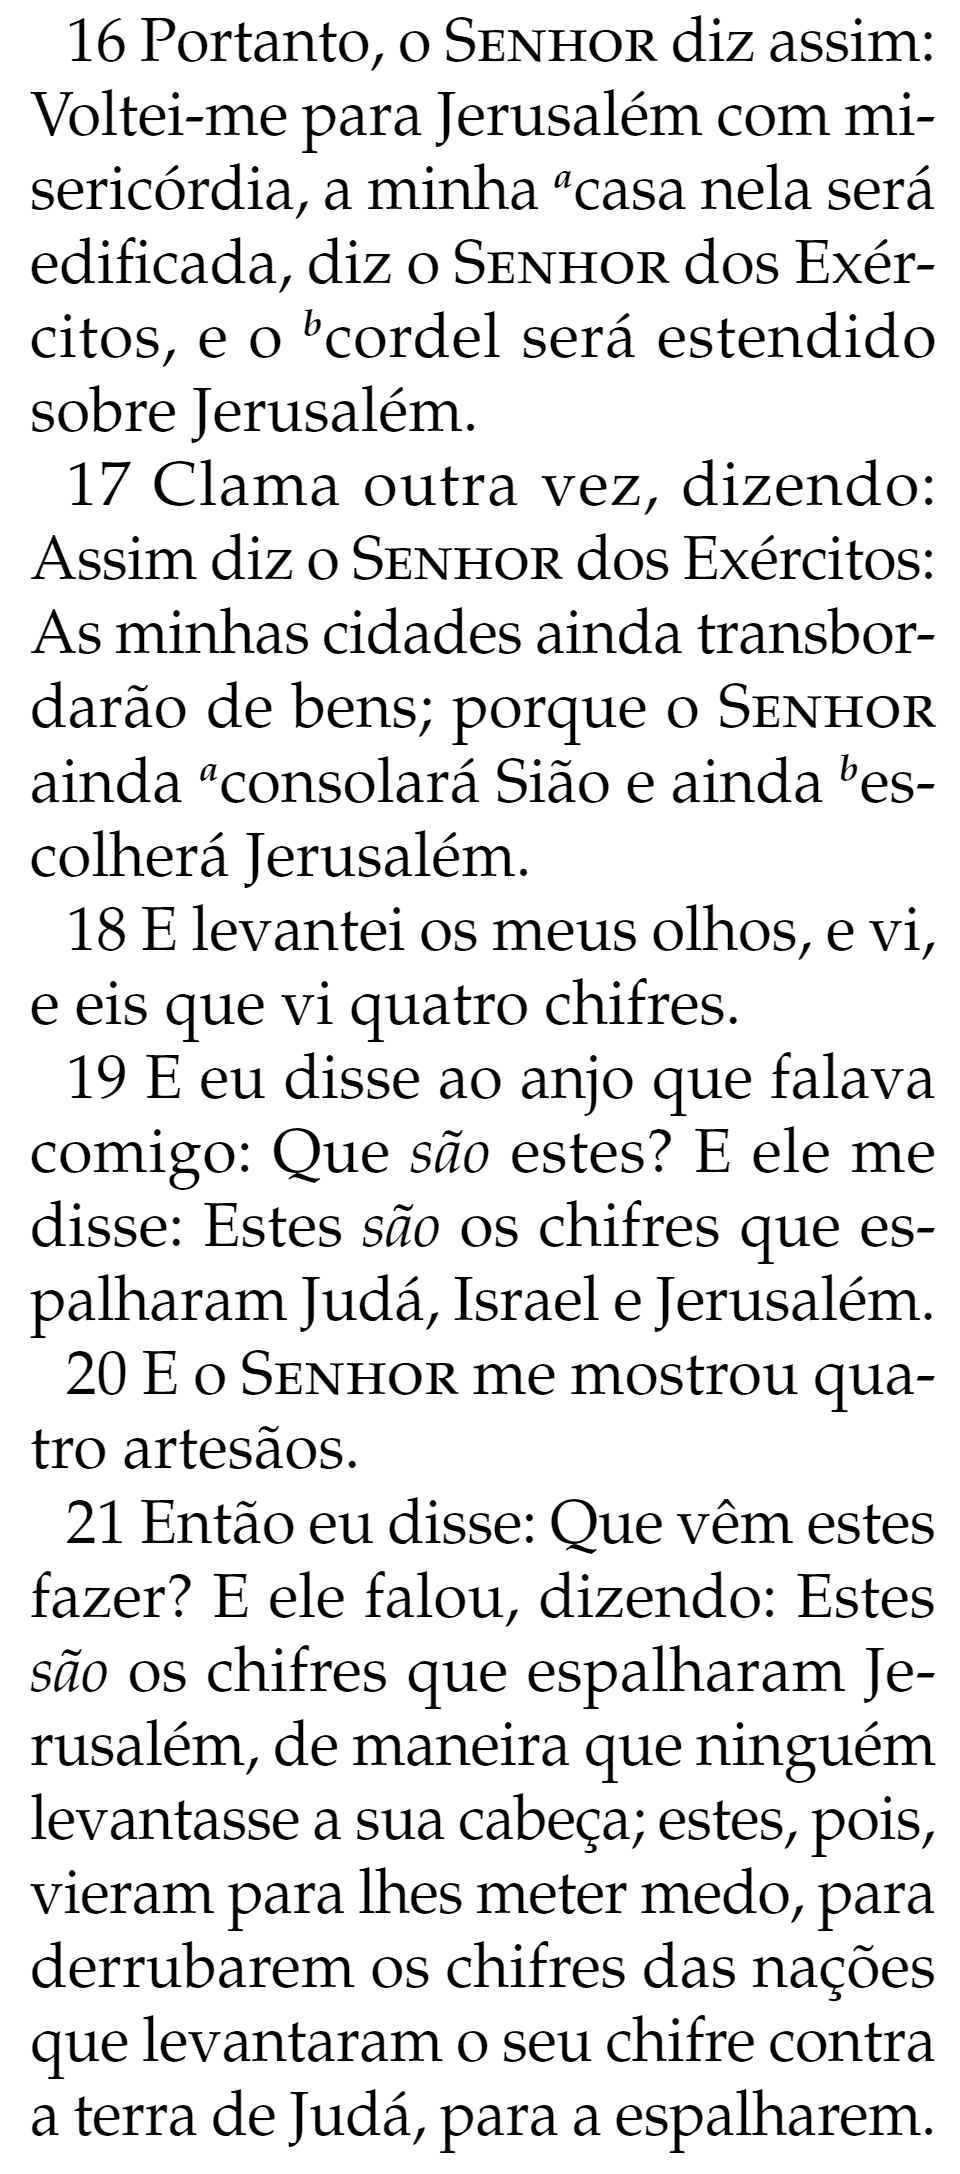 16 Portanto, o SENHOR diz assim:
Voltei-me para Jerusalém com mi-
sericórdia, a minha ᵃcasa nela será
edificada, diz o SENHOR dos Exér-
citos, e o ᵇcordel será estendido
sobre Jerusalém.
17 Clama outra vez, dizendo:
Assim diz o SENHOR dos Exércitos:
As minhas cidades ainda transbor-
darão de bens; porque o SENHOR
ainda ᵃconsolará Sião e ainda ᵇes-
colherá Jerusalém.
18 E levantei os meus olhos, e vi,
e eis que vi quatro chifres.
19 E eu disse ao anjo que falava
comigo: Que são estes? E ele me
disse: Estes são os chifres que es-
palharam Judá, Israel e Jerusalém.
20 E o SENHOR me mostrou qua-
tro artesãos.
21 Então eu disse: Que vêm estes
fazer? E ele falou, dizendo: Estes
são os chifres que espalharam Je-
rusalém, de maneira que ninguém
levantasse a sua cabeça; estes, pois,
vieram para lhes meter medo, para
derrubarem os chifres das nações
que levantaram o seu chifre contra
a terra de Judá, para a espalharem.